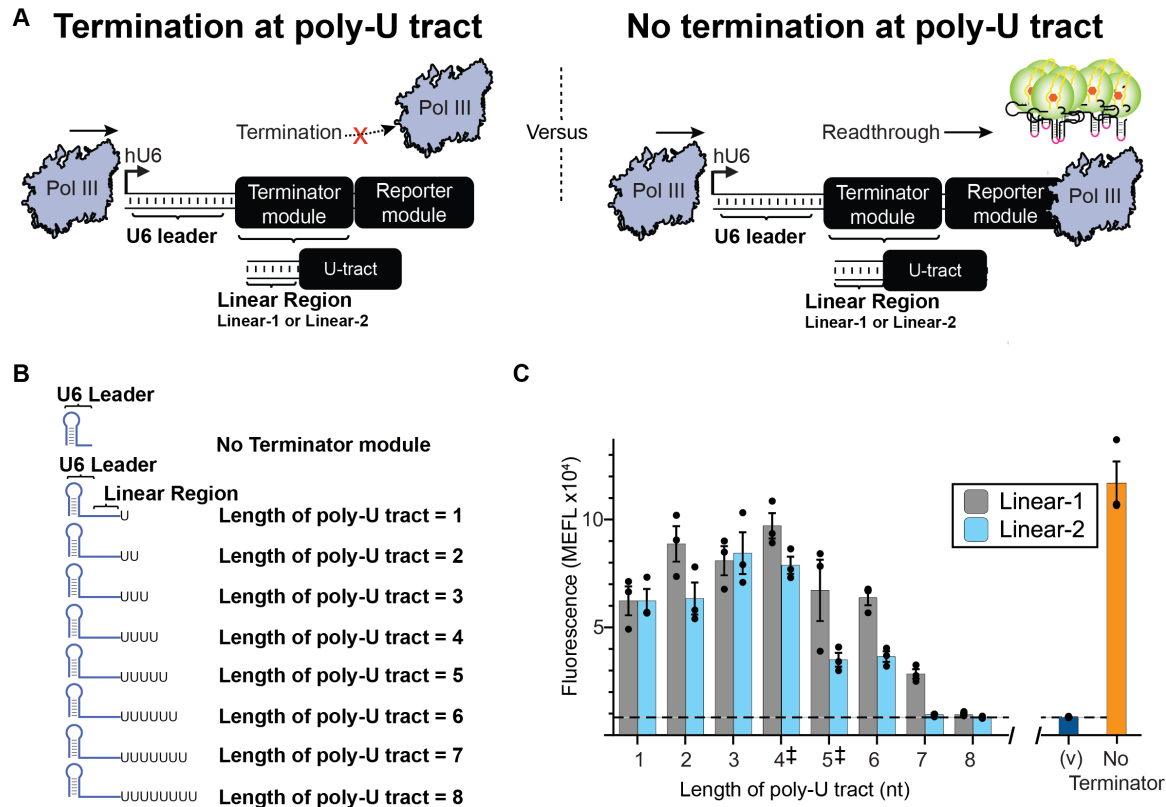 A
Termination at poly-U tract
No termination at poly-U tract
Pol III
Termination
X
Versus
Readthrough
hU6
hU6
Pol III
Terminator
module
Reporter
module
Pol III
Terminator
module
Reporter
module
Pol III
U6 leader
U6 leader
U-tract
U-tract
Linear Region
Linear-1 or Linear-2
Linear Region
Linear-1 or Linear-2
B
U6 Leader
No Terminator module
U6 Leader
Linear Region
U
Length of poly-U tract = 1
UU
Length of poly-U tract = 2
UUU
Length of poly-U tract = 3
UUUU
Length of poly-U tract = 4
UUUUU
Length of poly-U tract = 5
UUUUUU
Length of poly-U tract = 6
UUUUUUU
Length of poly-U tract = 7
UUUUUUUU
Length of poly-U tract = 8
C
Fluorescence (MEFL x10⁴)
10
5
Linear-1
Linear-2
1
2
3
4‡
5‡
6
7
8
(v)
No
Terminator
Length of poly-U tract (nt)